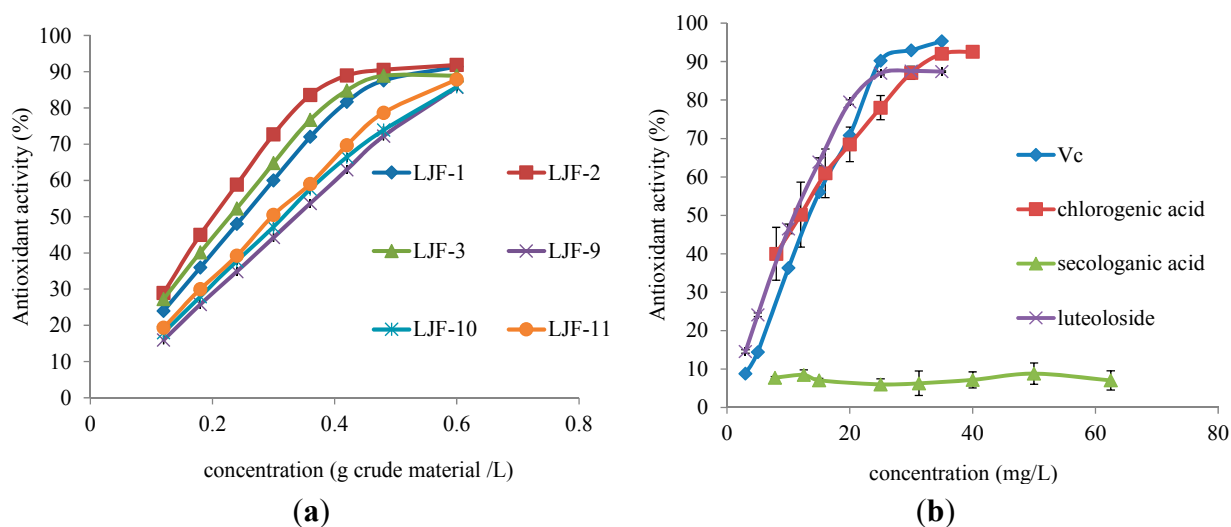 100
90
80
70
60
50
40
30
20
10
0
Antioxidant activity (%)
LJF-1 LJF-2
LJF-3 LJF-9
LJF-10 LJF-11
0 0.2 0.4 0.6 0.8
concentration (g crude material /L)
(a)
100
90
80
70
60
50
40
30
20
10
0
Antioxidant activity (%)
Vc
chlorogenic acid
secologanic acid
luteoloside
0 20 40 60 80
concentration (mg/L)
(b)